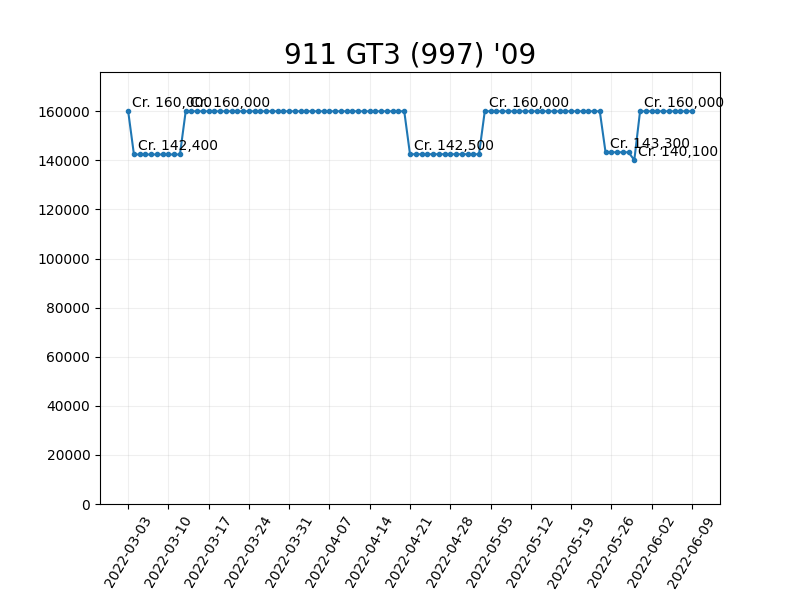 911 GT3 (997) '09
Cr. 160,000
Cr. 160,000
Cr. 160,000
Cr. 160,000
Cr. 142,400
Cr. 142,500
Cr. 143,300
Cr. 140,100
160000
140000
120000
100000
80000
60000
40000
20000
0
2022-03-03
2022-03-10
2022-03-17
2022-03-24
2022-03-31
2022-04-07
2022-04-14
2022-04-21
2022-04-28
2022-05-05
2022-05-12
2022-05-19
2022-05-26
2022-06-02
2022-06-09